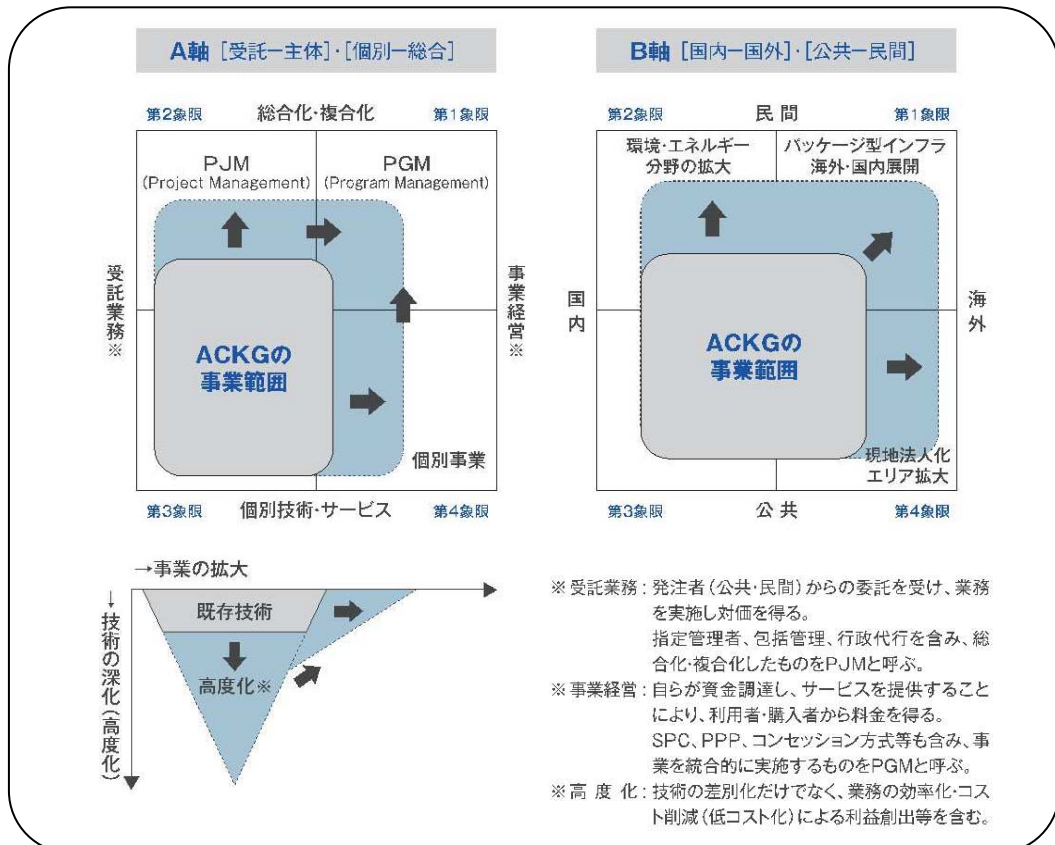 A軸 [受託ー主体]・[個別ー総合]
第2象限 総合化・複合化 第1象限
PJM
(Project Management)
PGM
(Program Management)
受託業務※
事業経営※
ACKGの
事業範囲
個別事業
第3象限 個別技術・サービス 第4象限
B軸 [国内ー国外]・[公共ー民間]
第2象限 民間 第1象限
環境・エネルギー
分野の拡大
パッケージ型インフラ
海外・国内展開
国内
海外
ACKGの
事業範囲
現地法人化
エリア拡大
第3象限 公共 第4象限
→事業の拡大
→技術の深化(高度化)
既存技術
高度化※
※受託業務:発注者(公共・民間)からの委託を受け、業務
を実施し対価を得る。
指定管理者、包括管理、行政代行を含み、総
合化・複合化したものをPJMと呼ぶ。
※事業経営:自らが資金調達し、サービスを提供すること
により、利用者・購入者から料金を得る。
SPC、PPP、コンセッション方式等も含み、事
業を統合的に実施するものをPGMと呼ぶ。
※高度化:技術の差別化だけでなく、業務の効率化・コス
ト削減(低コスト化)による利益創出等を含む。